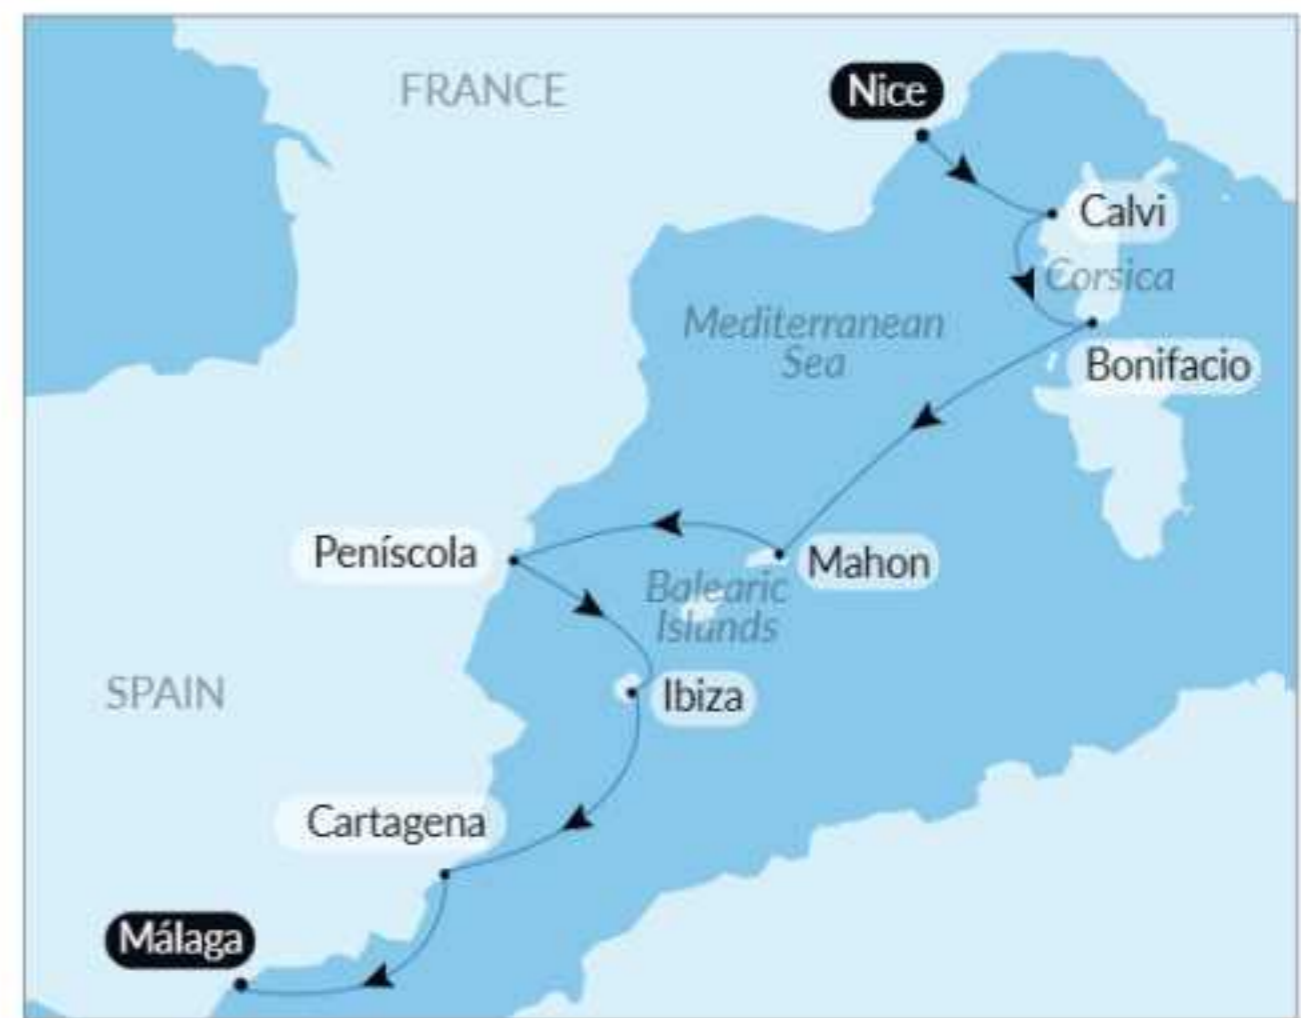 FRANCE
Nice
Calvi
Corsica
Mediterranean
Sea
Bonifacio
Peníscola
Mahon
Balearic
Islands
SPAIN
Ibiza
Cartagena
Málaga